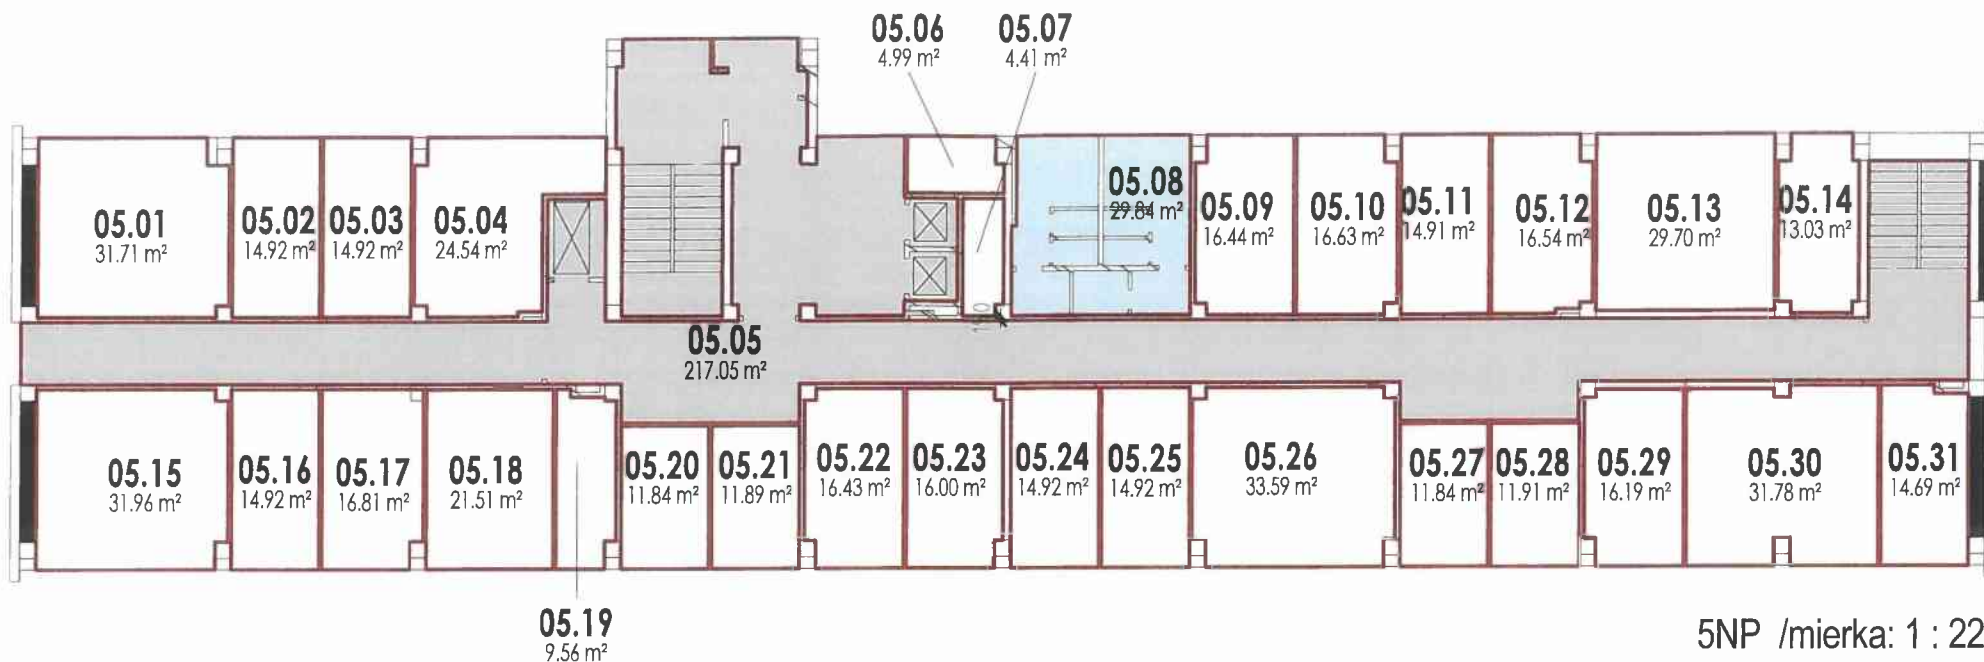 05.06
4.99 m²
05.07
4.41 m²
05.01
31.71 m²
05.02
14.92 m²
05.03
14.92 m²
05.04
24.54 m²
05.08
29.84 m²
05.09
16.44 m²
05.10
16.63 m²
05.11
14.91 m²
05.12
16.54 m²
05.13
29.70 m²
05.14
13.03 m²
05.05
217.05 m²
05.15
31.96 m²
05.16
14.92 m²
05.17
16.81 m²
05.18
21.51 m²
05.20
11.84 m²
05.21
11.89 m²
05.22
16.43 m²
05.23
16.00 m²
05.24
14.92 m²
05.25
14.92 m²
05.26
33.59 m²
05.27
11.84 m²
05.28
11.91 m²
05.29
16.19 m²
05.30
31.78 m²
05.31
14.69 m²
05.19
9.56 m²
5NP /mierka: 1 : 22